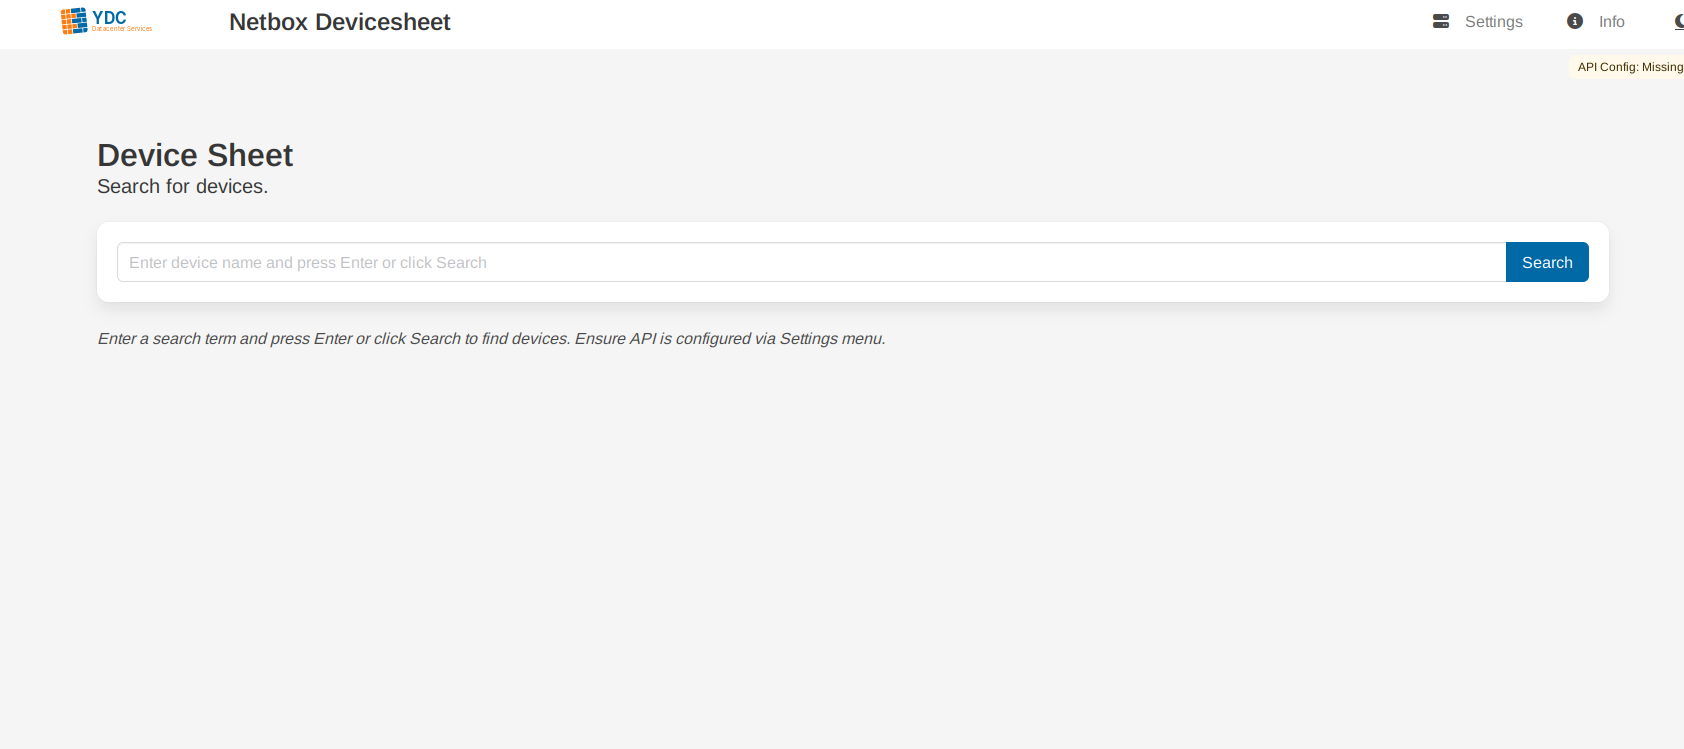 YDC
Datacenter Services
Netbox Devicesheet
Settings
Info
API Config: Missing
Device Sheet
Search for devices.
Enter device name and press Enter or click Search
Search
Enter a search term and press Enter or click Search to find devices. Ensure API is configured via Settings menu.